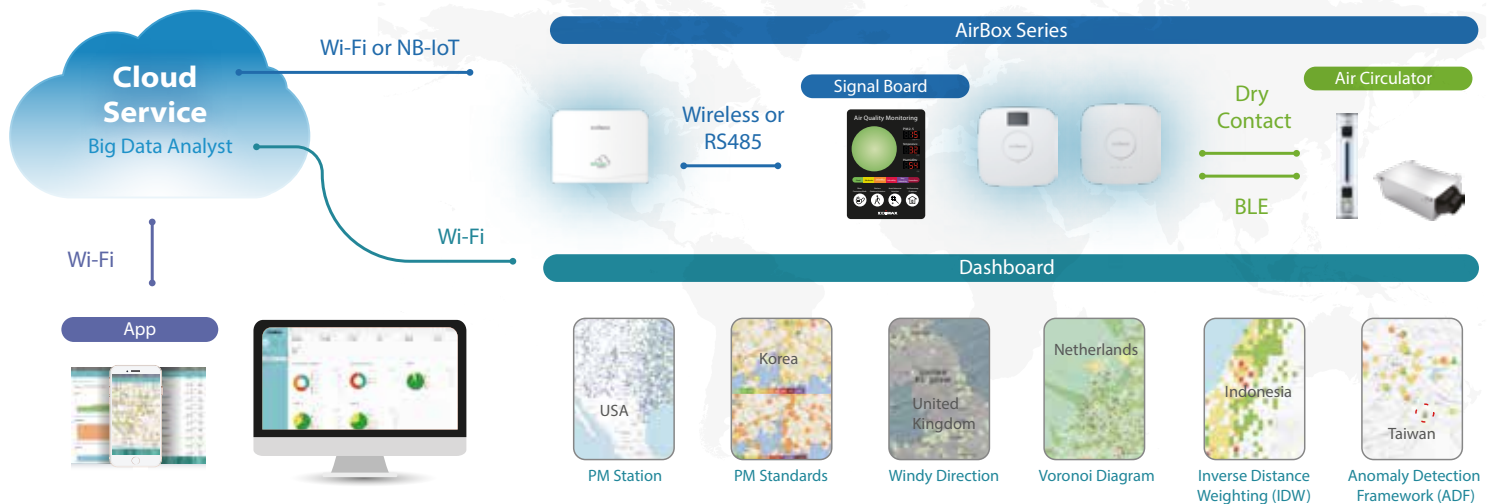 Cloud
Service
Big Data Analyst
Wi-Fi or NB-IoT
AirBox Series
Wireless or
RS485
Signal Board
Air Quality Monitoring
EDIMAX
Dry
Contact
BLE
Air Circulator
Wi-Fi
Wi-Fi
App
Dashboard
USA
PM Station
Korea
PM Standards
United
Kingdom
Windy Direction
Netherlands
Voronoi Diagram
Indonesia
Inverse Distance
Weighting (IDW)
Taiwan
Anomaly Detection
Framework (ADF)